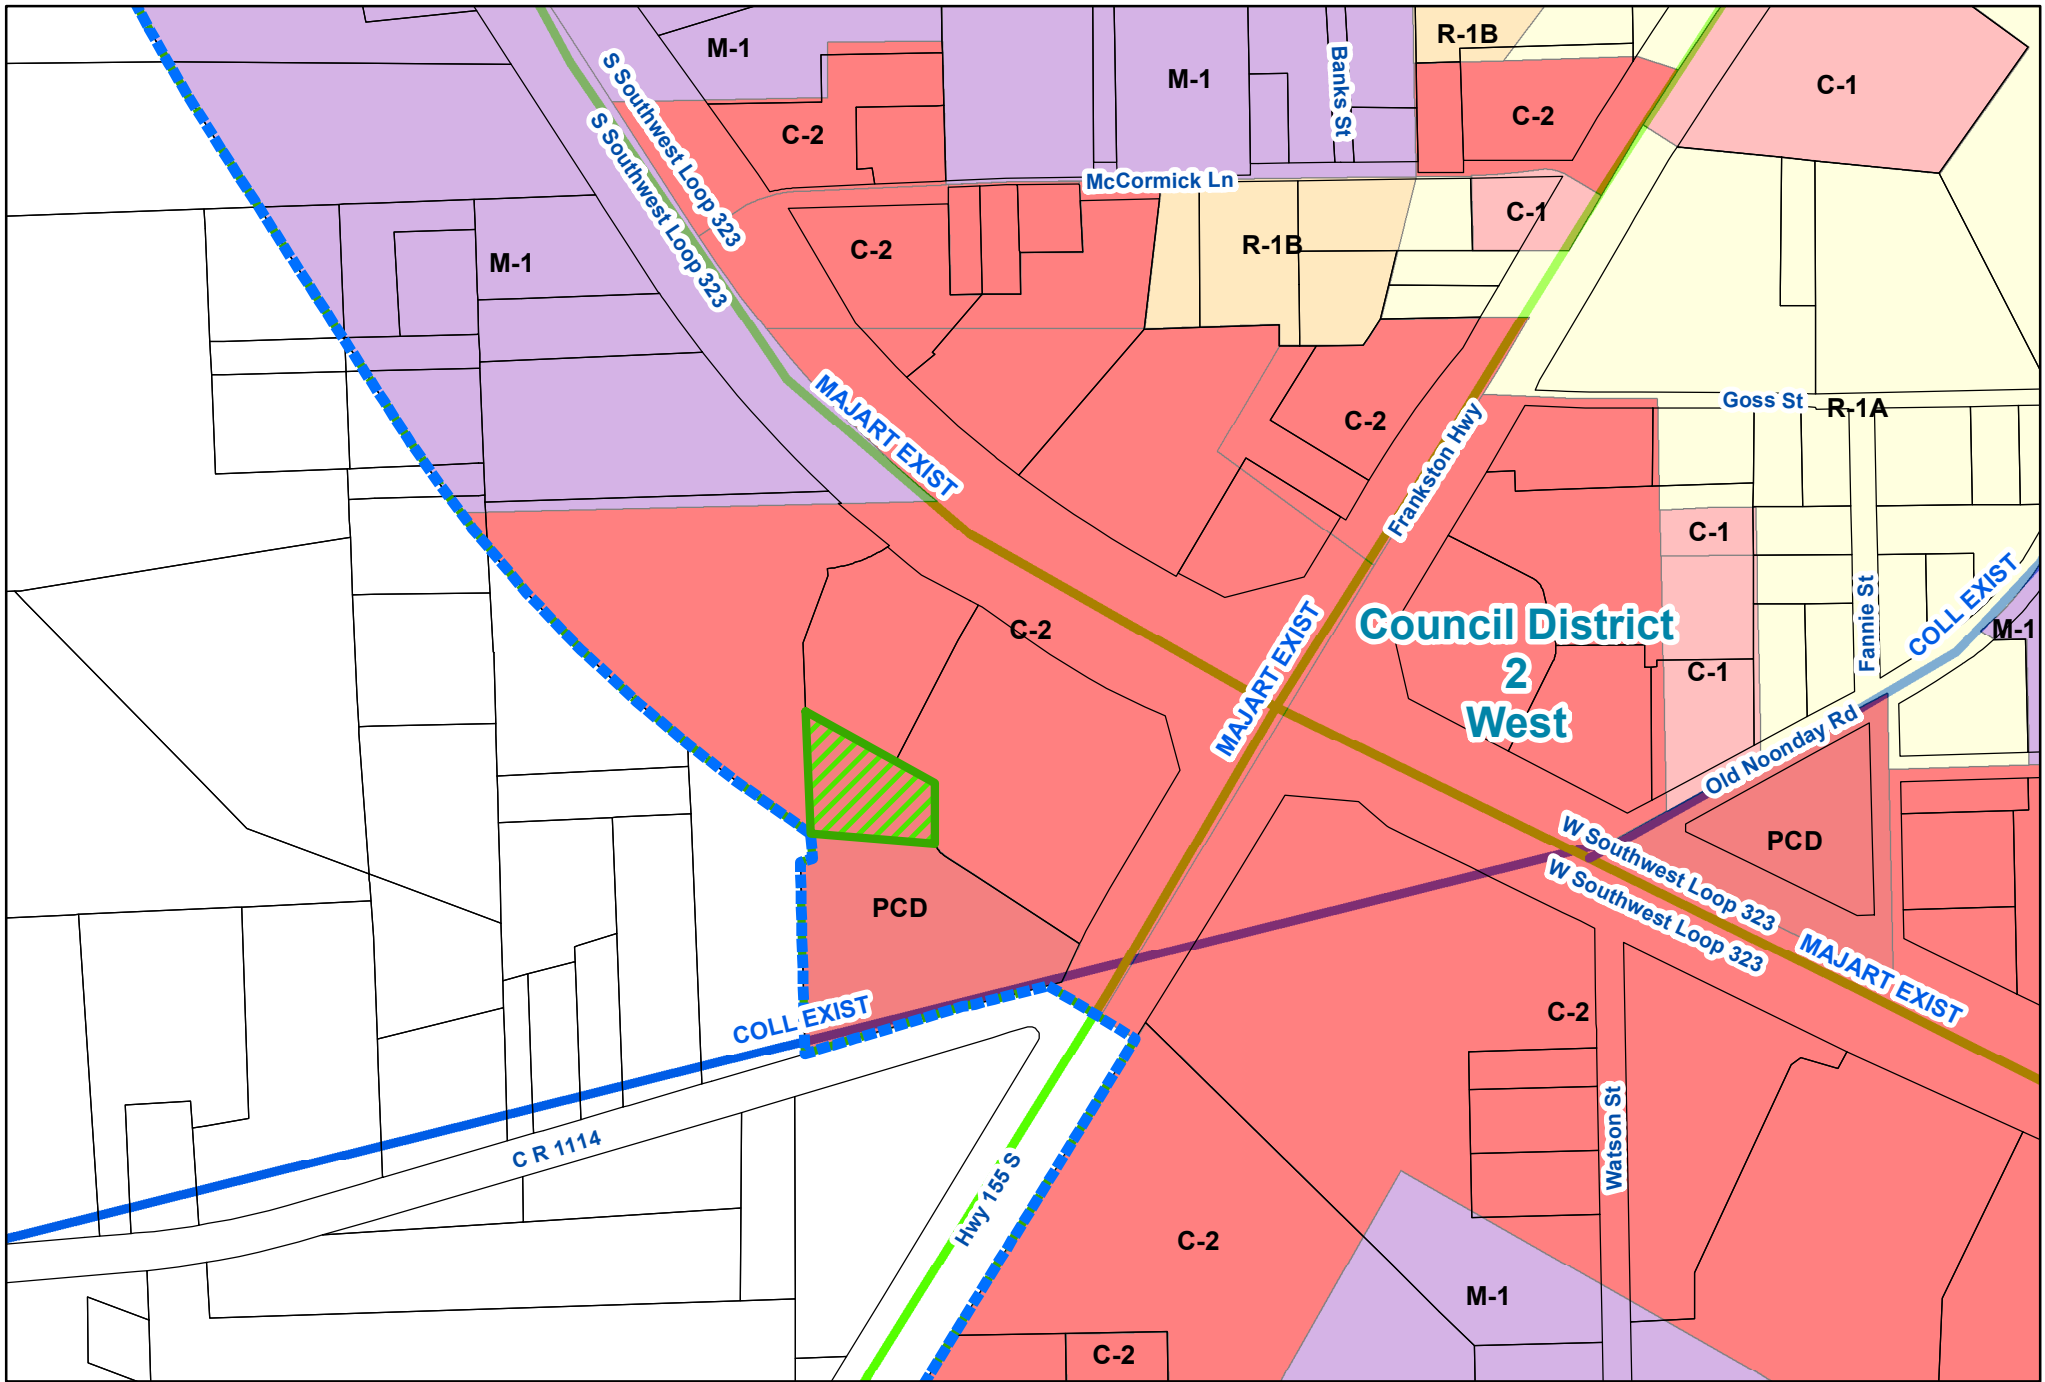 M-1
R-1B
S Southwest Loop 323
M-1
Banks St
C-1
C-2
C-2
S Southwest Loop 323
McCormick Ln
C-1
C-2
R-1B
M-1
MAJART EXIST
Goss St
R-1A
C-2
Frankston Hwy
C-1
Fannie St
COLL EXIST
M-1
C-2
Council District
2
West
MAJART EXIST
C-1
Old Noonday Rd
W Southwest Loop 323
PCD
W Southwest Loop 323
PCD
MAJART EXIST
COLL EXIST
C-2
C R 1114
Watson St
Hwy 155 S
C-2
M-1
C-2